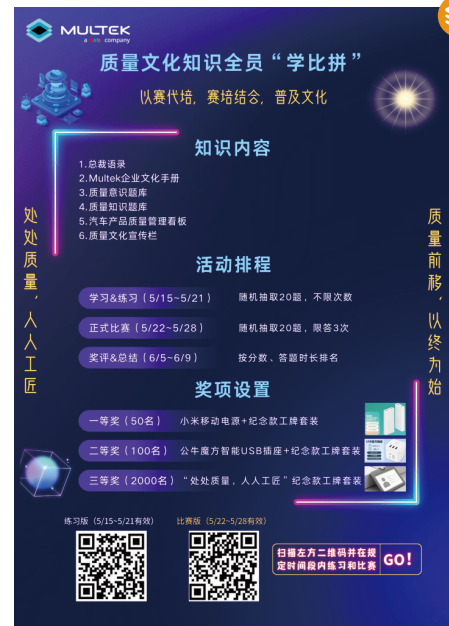 MULTEK
company
质量文化知识全员“学比拼”
以赛代培，赛培结合，普及文化
知识内容
1.总裁语录
2.Multek企业文化手册
3.质量意识题库
4.质量知识题库
5.汽车产品质量管理看板
6.质量文化宣传栏
处处质量，人人工匠
质量前移，以终为始
活动排程
学习&练习（5/15~5/21） 随机抽取20题，不限次数
正式比赛（5/22~5/28） 随机抽取20题，限答3次
奖评&总结（6/5~6/9） 按分数、答题时长排名
奖项设置
一等奖（50名） 小米移动电源+纪念款工牌套装
二等奖（100名） 公牛魔方智能USB插座+纪念款工牌套装
三等奖（2000名） “处处质量，人人工匠”纪念款工牌套装
练习版（5/15~5/21有效） 比赛版（5/22~5/28有效）
扫描左方二维码并在规
定时间段内练习和比赛 GO！